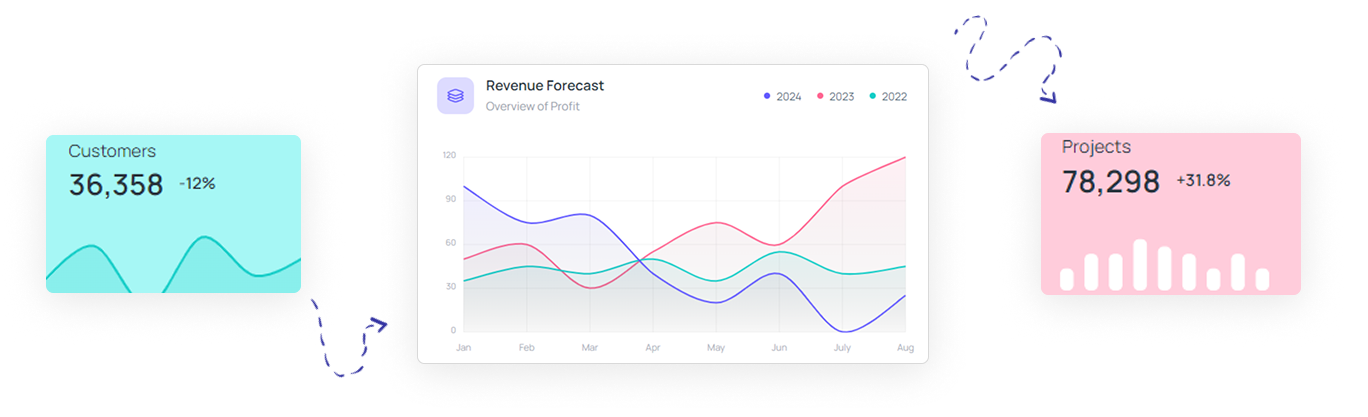 Customers
36,358 -12%
Revenue Forecast
Overview of Profit
2024 2023 2022
120
90
60
30
0
Jan Feb Mar Apr May Jun July Aug
Projects
78,298 +31.8%